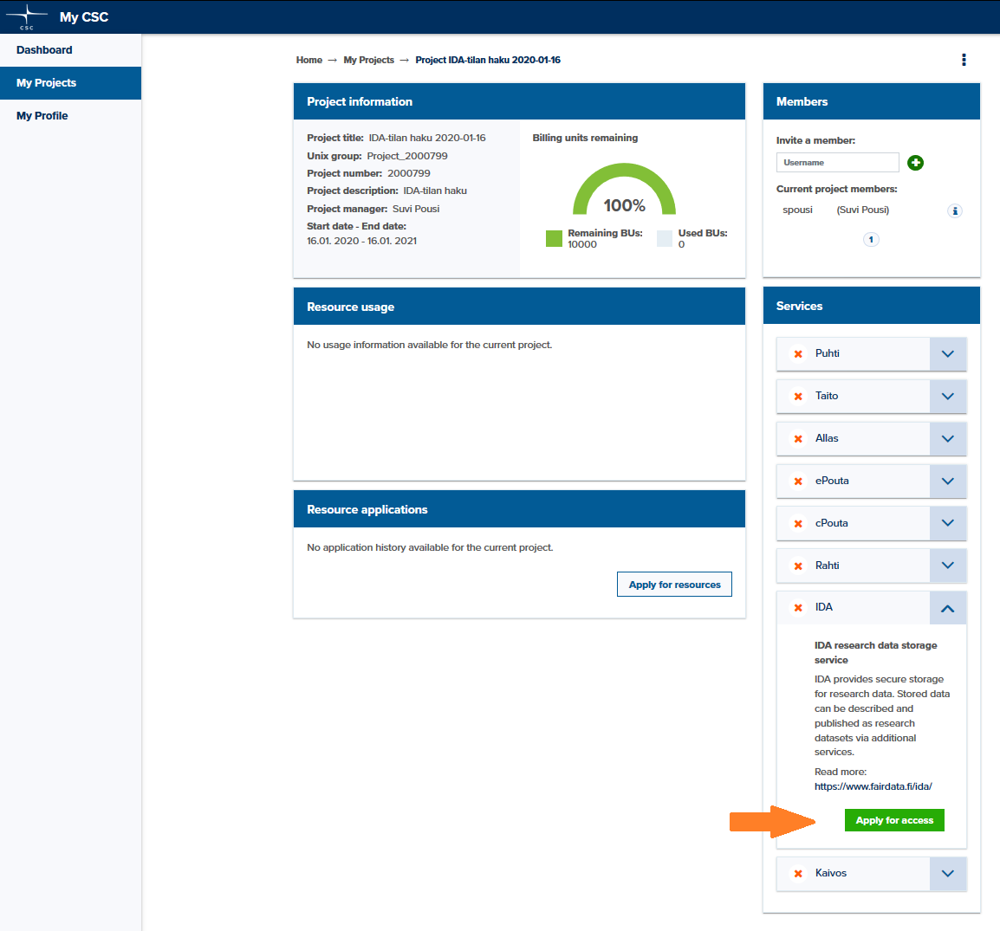 CSC
My CSC
Dashboard
My Projects
My Profile
Home → My Projects → Project IDA-tilan haku 2020-01-16
Project information
Project title: IDA-tilan haku 2020-01-16
Unix group: Project_2000799
Project number: 2000799
Project description: IDA-tilan haku
Project manager: Suvi Pousi
Start date - End date:
16.01. 2020 - 16.01. 2021
Billing units remaining
100%
Remaining BUs:
10000
Used BUs:
0
Members
Invite a member:
Username
Current project members:
spousi (Suvi Pousi)
1
Resource usage
No usage information available for the current project.
Resource applications
No application history available for the current project.
Apply for resources
Services
Puhti
Taito
Allas
ePouta
cPouta
Rahti
IDA
IDA research data storage
service
IDA provides secure storage
for research data. Stored data
can be described and
published as research
datasets via additional
services.
Read more:
https://www.fairdata.fi/ida/
Apply for access
Kaivos